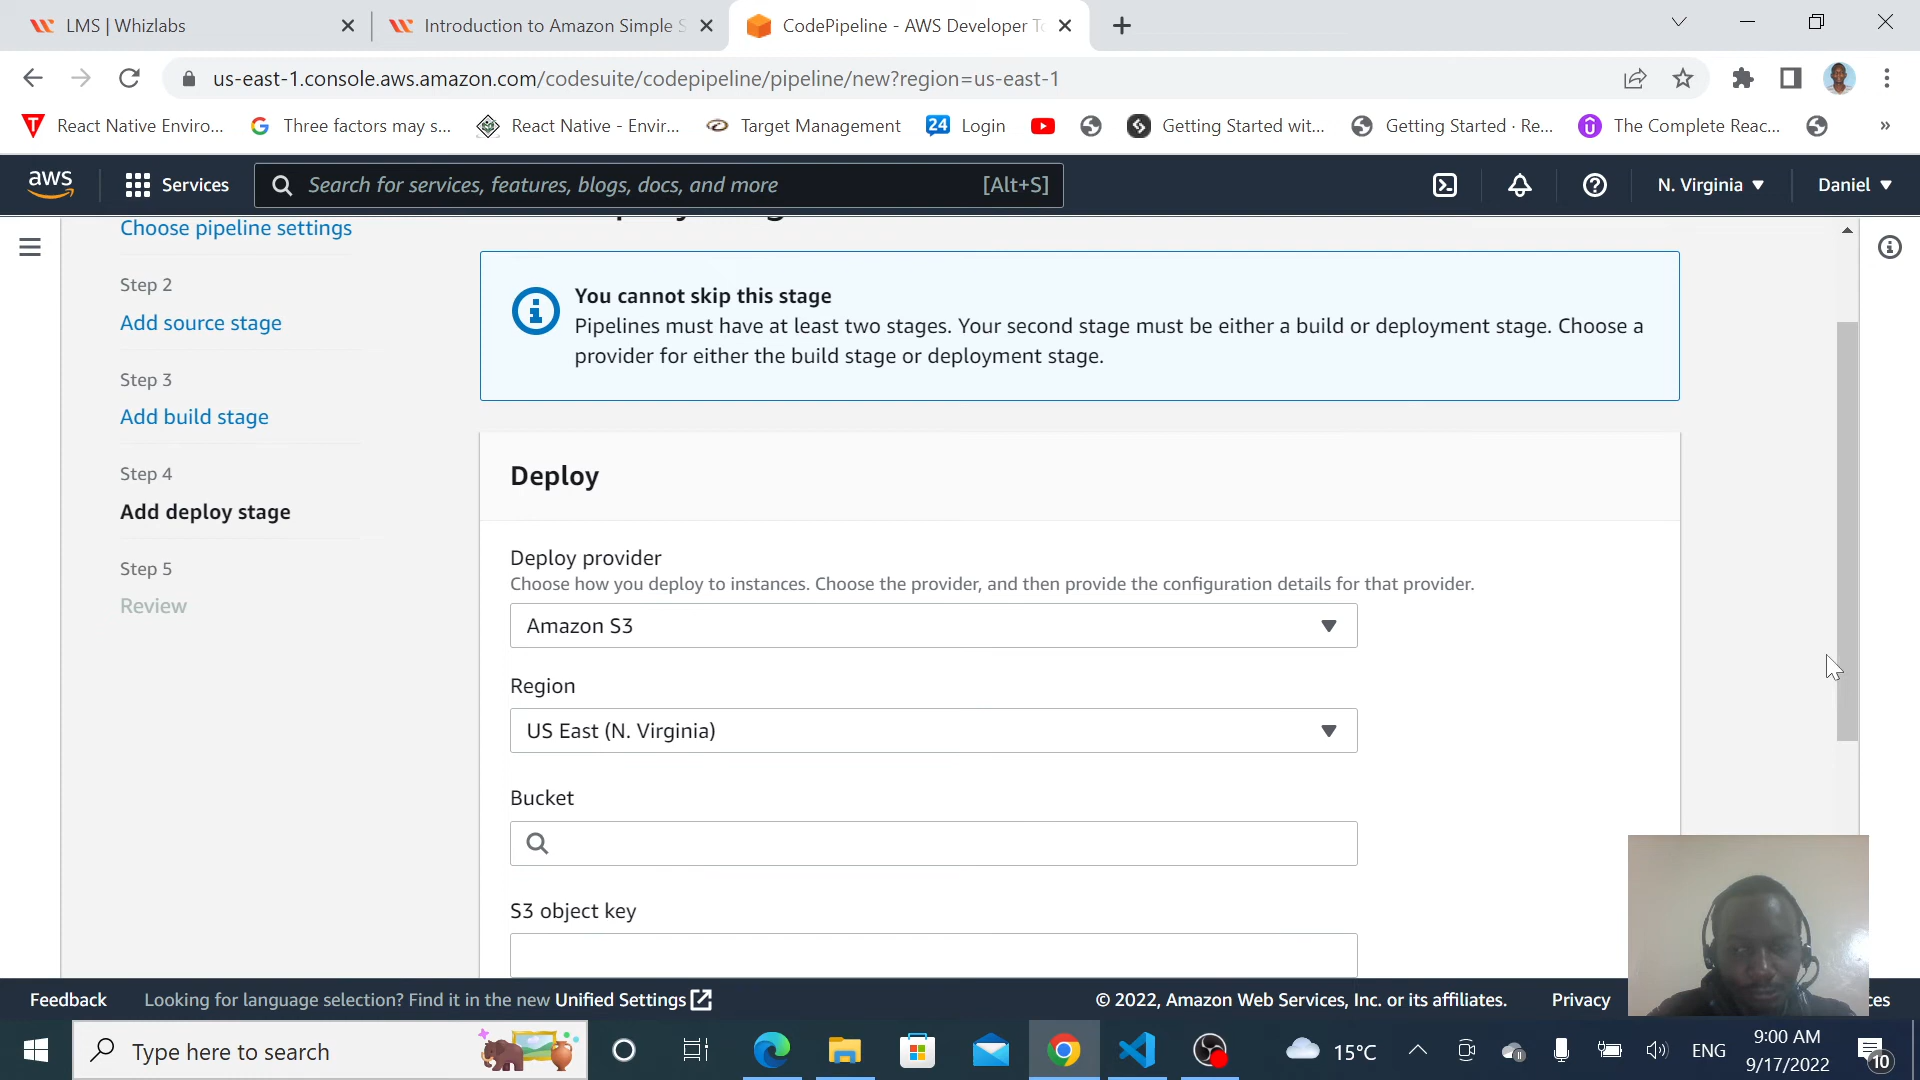 LMS | Whizlabs
Introduction to Amazon Simple S
CodePipeline - AWS Developer To
us-east-1.console.aws.amazon.com/codesuite/codepipeline/pipeline/new?region=us-east-1
React Native Enviro...
Three factors may s...
React Native - Envir...
Target Management
24
Login
Getting Started wit...
Getting Started · Re...
The Complete Reac...
»
aws
Services
Search for services, features, blogs, docs, and more
[Alt+S]
N. Virginia
Daniel
Choose pipeline settings
Step 2
Add source stage
Step 3
Add build stage
Step 4
Add deploy stage
Step 5
Review
You cannot skip this stage
Pipelines must have at least two stages. Your second stage must be either a build or deployment stage. Choose a
provider for either the build stage or deployment stage.
Deploy
Deploy provider
Choose how you deploy to instances. Choose the provider, and then provide the configuration details for that provider.
Amazon S3
Region
US East (N. Virginia)
Bucket
S3 object key
Feedback
Looking for language selection? Find it in the new Unified Settings
© 2022, Amazon Web Services, Inc. or its affiliates.
Privacy
Type here to search
15°C
ENG
9:00 AM
9/17/2022
10